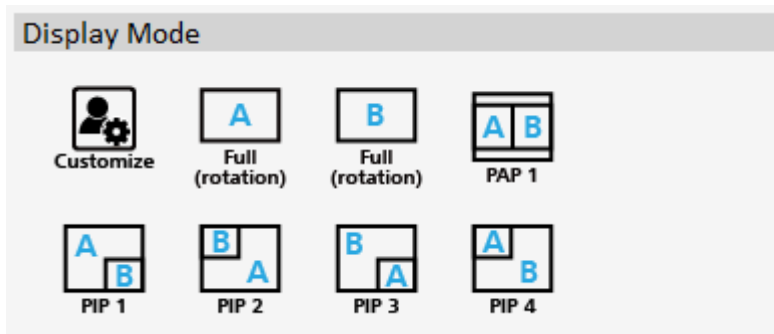 Display Mode
A
B
A B
Customize
Full
(rotation)
Full
(rotation)
PAP 1
A
B
B
A
B
A
A
B
PIP 1
PIP 2
PIP 3
PIP 4